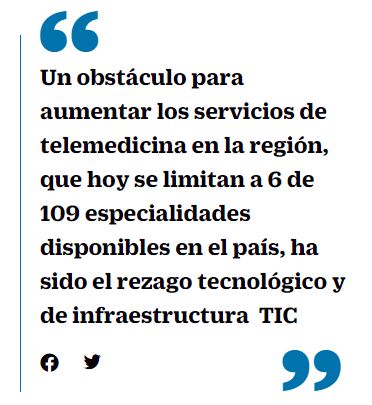 Un obstáculo para
aumentar los servicios de
telemedicina en la región,
que hoy se limitan a 6 de
109 especialidades
disponibles en el país, ha
sido el rezago tecnológico y
de infraestructura  TIC